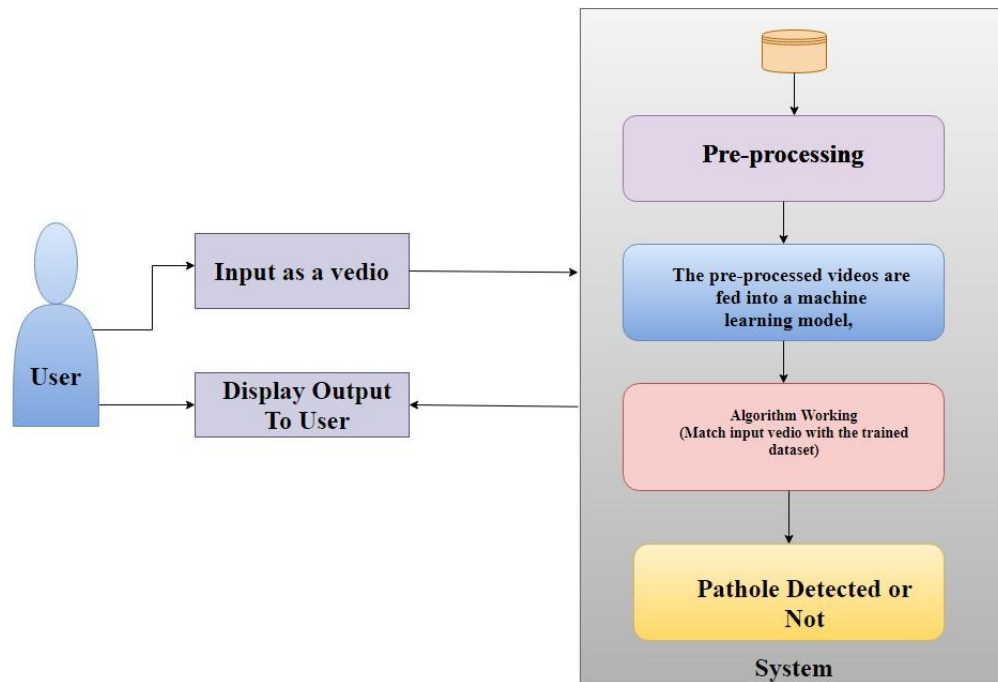 User
Input as a vedio
Display Output
To User
Pre-processing
The pre-processed videos are
fed into a machine
learning model,
Algorithm Working
(Match input vedio with the trained
dataset)
Pathole Detected or
Not
System